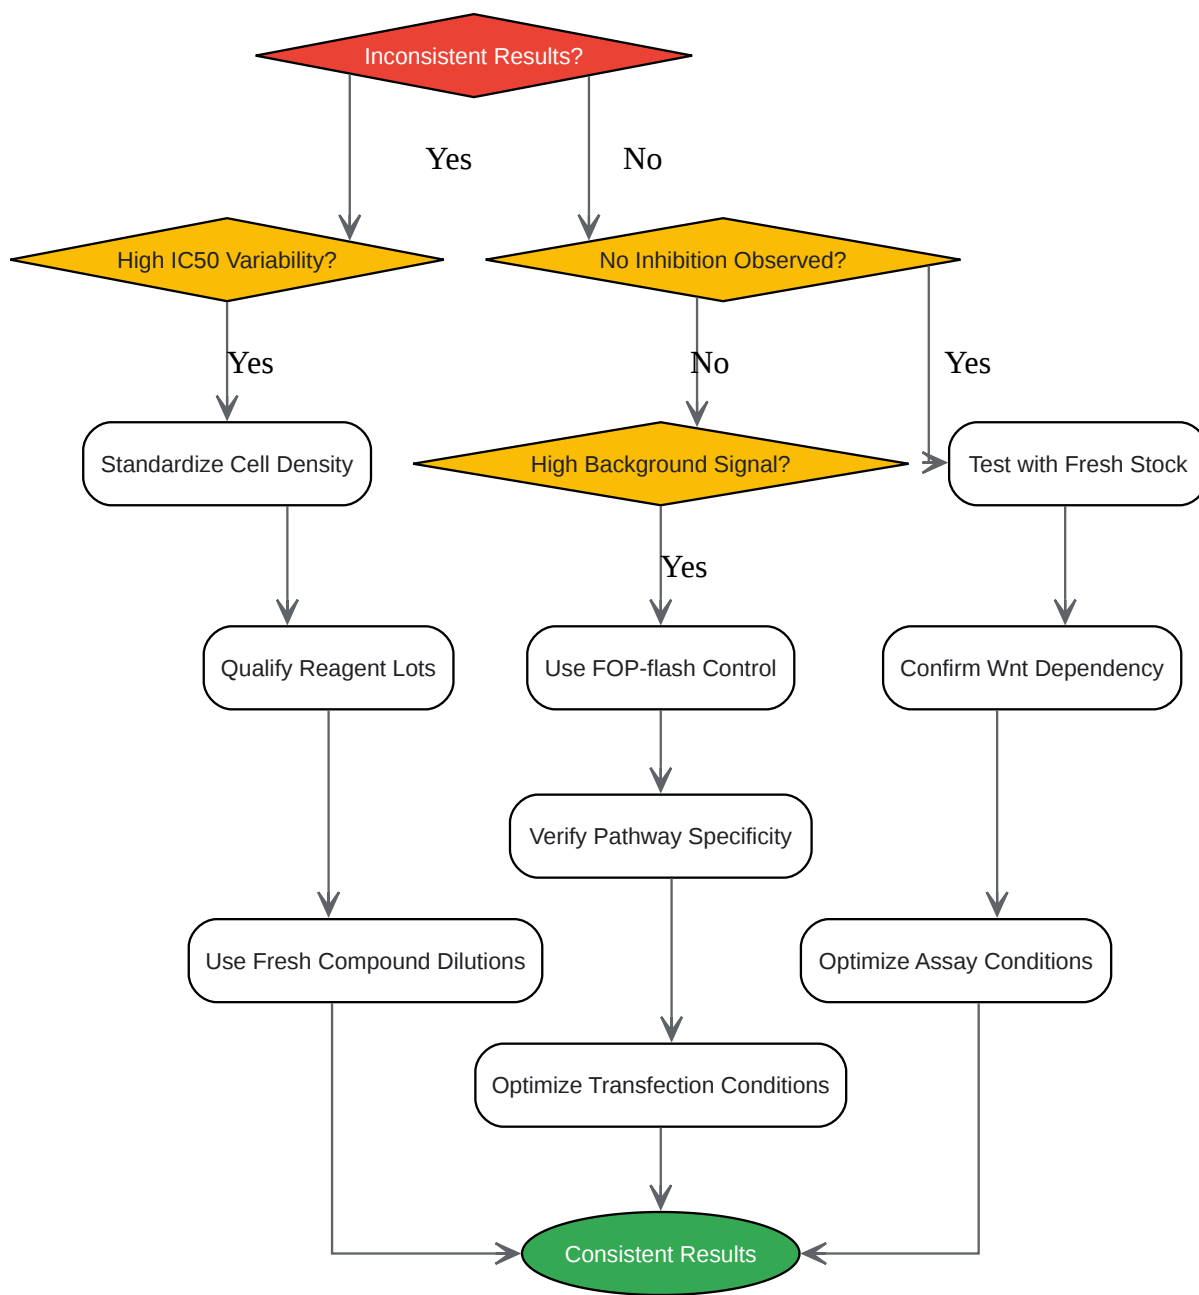 Inconsistent Results?
Yes
No
High IC50 Variability?
No Inhibition Observed?
Yes
No
Yes
Standardize Cell Density
High Background Signal?
Test with Fresh Stock
Yes
Qualify Reagent Lots
Use FOP-flash Control
Confirm Wnt Dependency
Verify Pathway Specificity
Use Fresh Compound Dilutions
Optimize Assay Conditions
Optimize Transfection Conditions
Consistent Results